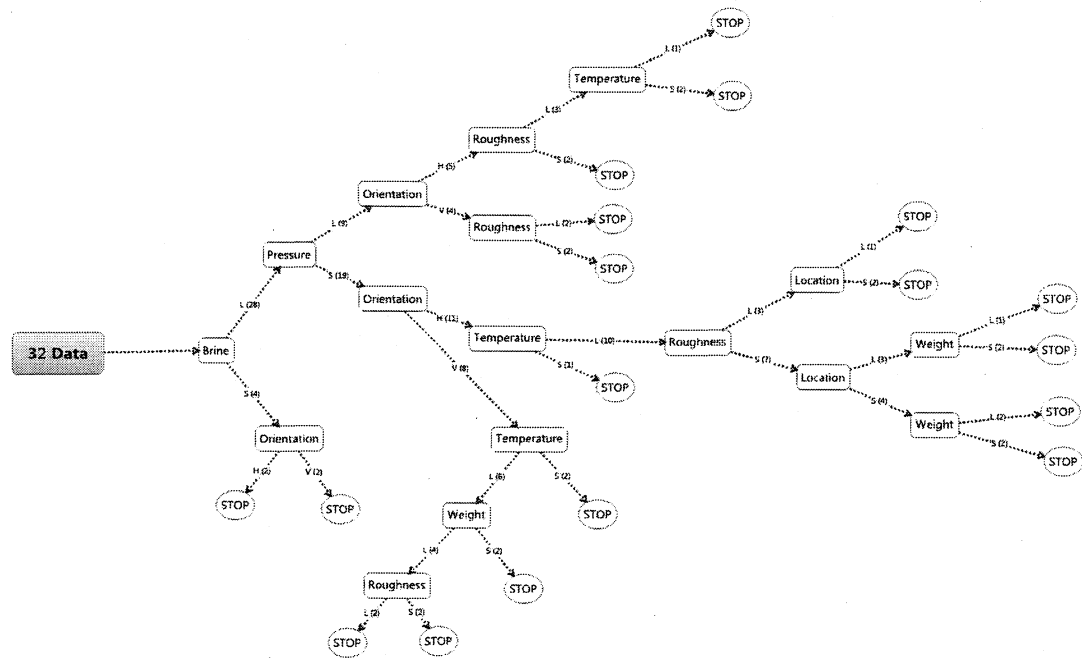 STOP
L (1)
Temperature
S (2)
STOP
L (3)
Roughness
H (5)
S (2)
STOP
Orientation
V (4)
L (2)
STOP
Roughness
S (2)
STOP
L (9)
Pressure
S (19)
Orientation
H (11)
Temperature
L (10)
Roughness
S (1)
STOP
L (3)
Location
L (1)
STOP
S (2)
STOP
S (7)
Location
L (3)
Weight
L (1)
STOP
S (2)
STOP
S (4)
Weight
L (2)
STOP
S (2)
STOP
L (28)
32 Data
Brine
V (8)
S (4)
Orientation
H (2)
V (2)
STOP
STOP
Temperature
L (6)
S (2)
Weight
STOP
L (4)
S (2)
Roughness
STOP
L (2)
S (2)
STOP
STOP